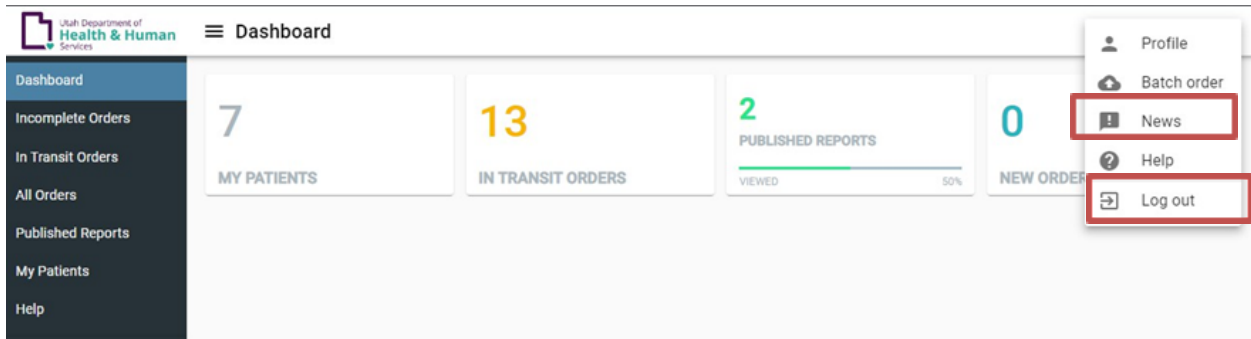 Utah Department of
Health & Human
Services
Dashboard
Dashboard
Incomplete Orders
In Transit Orders
All Orders
Published Reports
My Patients
Help
7
MY PATIENTS
13
IN TRANSIT ORDERS
2
PUBLISHED REPORTS
VIEWED 50%
0
NEW ORDER
Profile
Batch order
News
Help
Log out